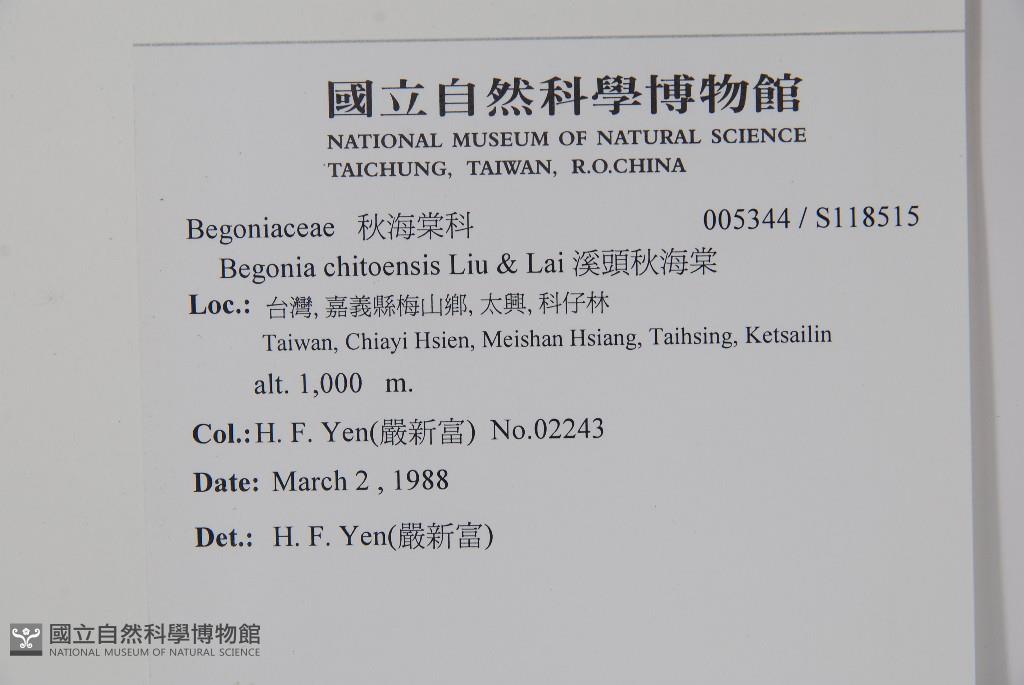 國立自然科學博物館
NATIONAL MUSEUM OF NATURAL SCIENCE
TAICHUNG, TAIWAN, R.O.CHINA
Begoniaceae 秋海棠科 005344 / S118515
Begonia chitoensis Liu & Lai 溪頭秋海棠
Loc.: 台灣, 嘉義縣梅山鄉, 太興, 科仔林
Taiwan, Chiayi Hsien, Meishan Hsiang, Taihsing, Ketsailin
alt. 1,000 m.
Col.: H. F. Yen(嚴新富) No.02243
Date: March 2 , 1988
Det.: H. F. Yen(嚴新富)
國立自然科學博物館
NATIONAL MUSEUM OF NATURAL SCIENCE